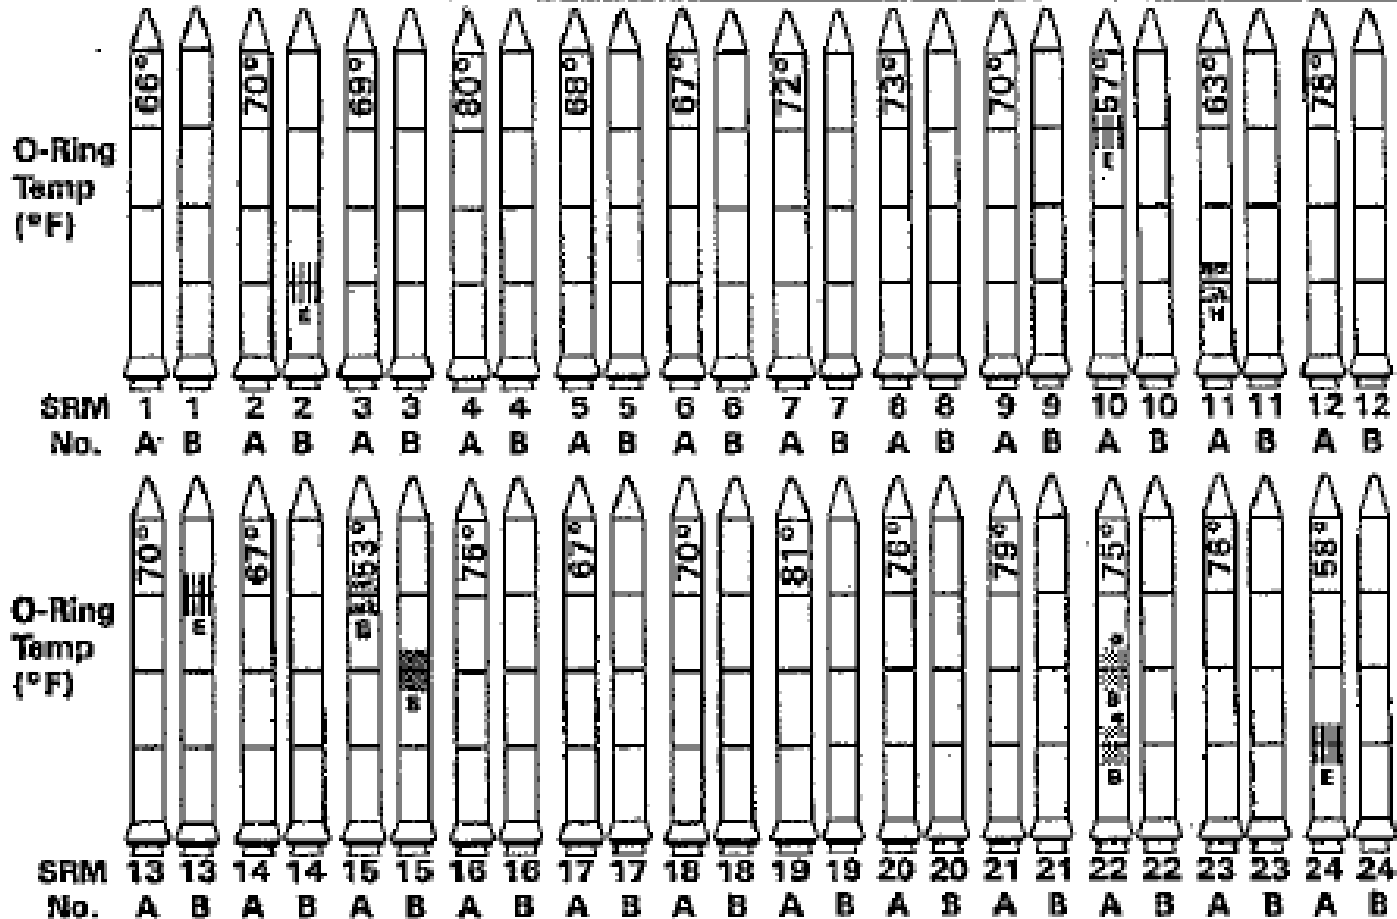 66° 70° 69° 80° 68° 67° 72° 73° 70° 57° 63° 78°
O-Ring
Temp
(°F)
SRM 1 1 2 2 3 3 4 4 5 5 6 6 7 7 8 8 9 9 10 10 11 11 12 12
No. A B A B A B A B A B A B A B A B A B A B A B A B
70° 67° 53° 75° 67° 70° 81° 76° 79° 75° 76° 58°
E
B
B
B
E
O-Ring
Temp
(°F)
SRM 13 13 14 14 15 15 16 16 17 17 18 18 19 19 20 20 21 21 22 22 23 23 24 24
No. A B A B A B A B A B A B A B A B A B A B A B A B